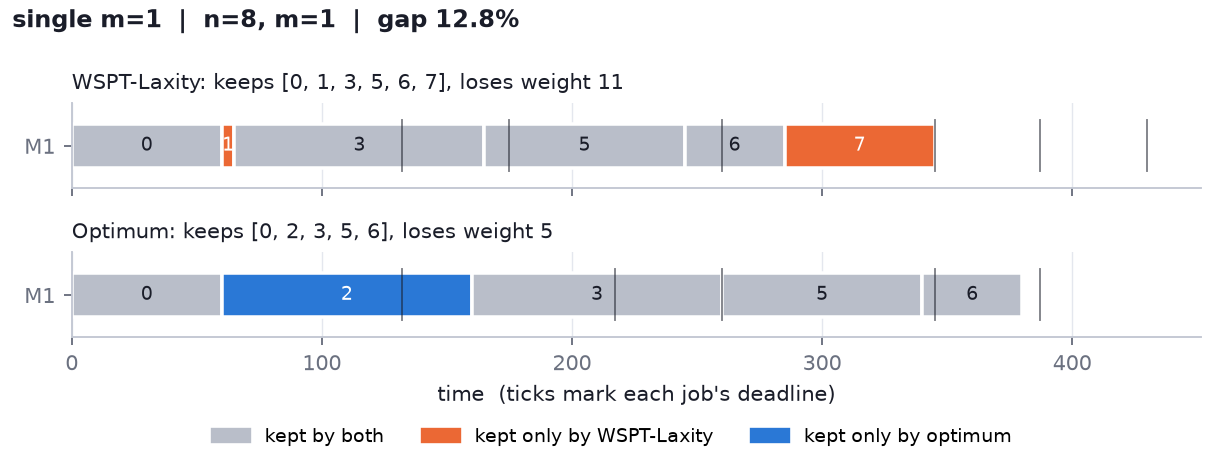 single m=1 | n=8, m=1 | gap 12.8%
WSPT-Laxity: keeps [0, 1, 3, 5, 6, 7], loses weight 11
M1
0 1 3 5 6 7
Optimum: keeps [0, 2, 3, 5, 6], loses weight 5
M1
0 2 3 5 6
0 100 200 300 400
time (ticks mark each job's deadline)
kept by both kept only by WSPT-Laxity kept only by optimum